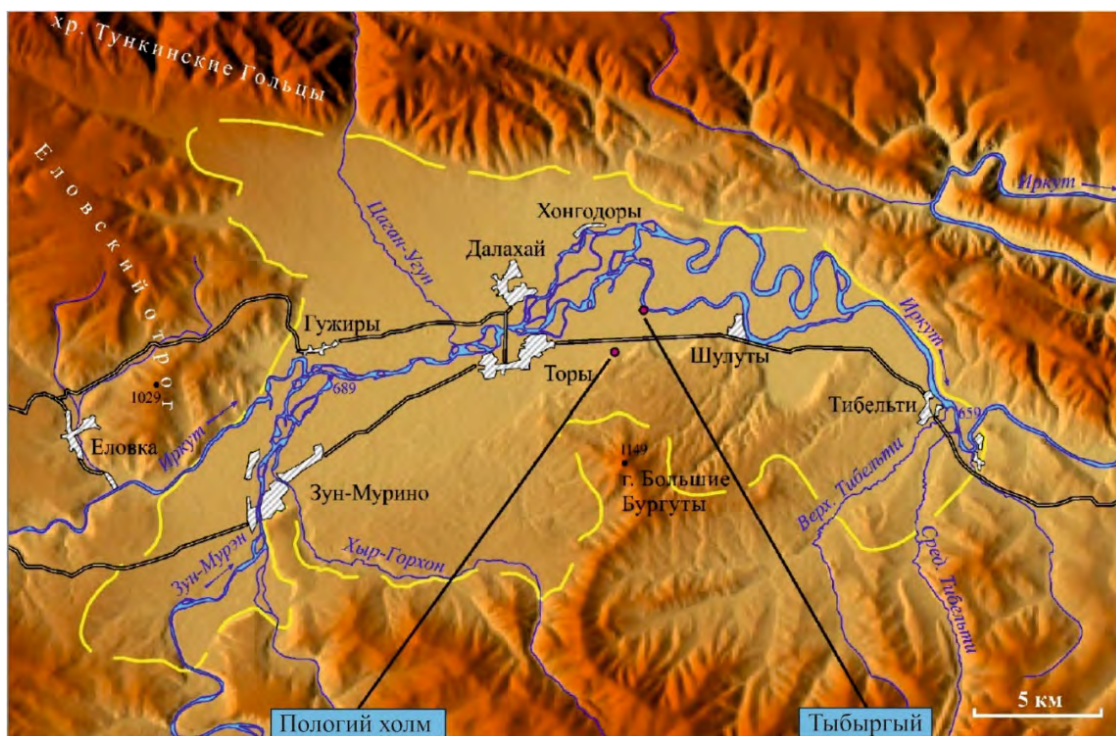 хр. Тункинские Гольцы
Еловский отрог
Иркут
Хонгодоры
Цаган-Угун
Далахай
Гужиры
Иркут
689
Торы
Шулуты
1029
Тибельти
659
Еловка
Иркут
1149
г. Большие
Бургуты
Зун-Мурино
Верх. Тибельти
Зун-Мурэн
Хыр-Горхон
Сред. Тибельти
5 км
Пологий холм
Тыбыргый